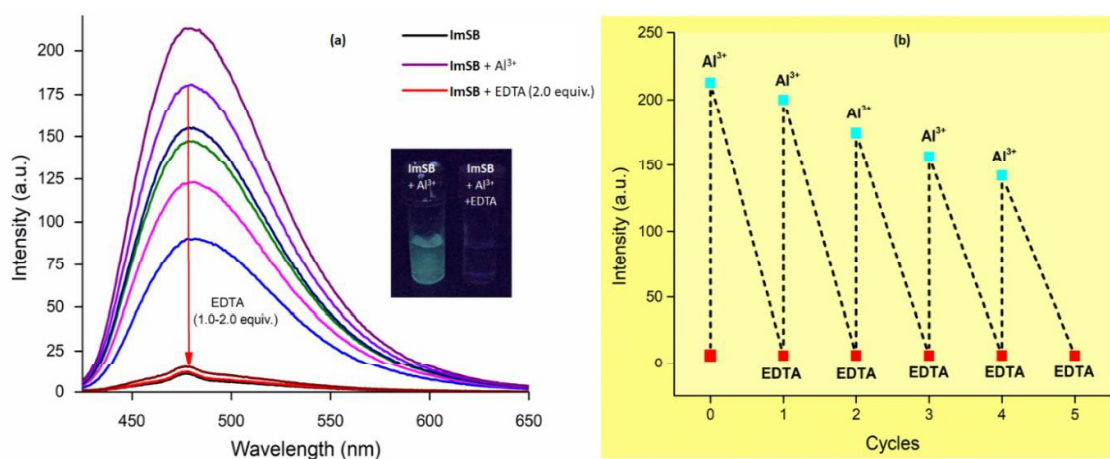 (a)
ImSB
ImSB + Al³⁺
ImSB + EDTA (2.0 equiv.)
ImSB
+ Al³⁺
ImSB
+ Al³⁺
+EDTA
EDTA
(1.0-2.0 equiv.)
Intensity (a.u.)
200
175
150
125
100
75
50
25
0
450
500
550
600
650
Wavelength (nm)
(b)
Intensity (a.u.)
250
200
150
100
50
0
Al³⁺
Al³⁺
Al³⁺
Al³⁺
Al³⁺
EDTA
EDTA
EDTA
EDTA
EDTA
0
1
2
3
4
5
Cycles